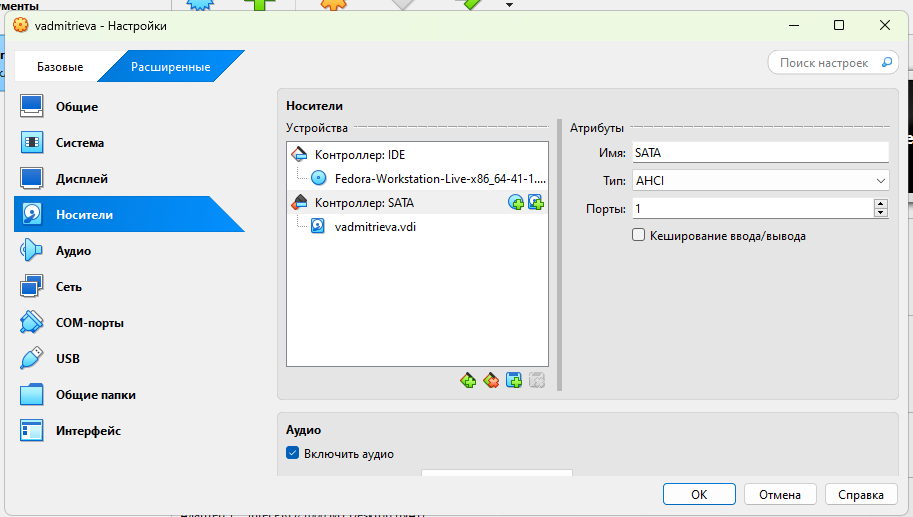 ументы
vadmitrieva - Настройки
Базовые
Расширенные
Поиск настроек
Общие
Система
Дисплей
Носители
Аудио
Сеть
COM-порты
USB
Общие папки
Интерфейс
Носители
Устройства
Контроллер: IDE
Fedora-Workstation-Live-x86_64-41-1....
Контроллер: SATA
vadmitrieva.vdi
Атрибуты
Имя: SATA
Тип: AHCI
Порты: 1
Кеширование ввода/вывода
Аудио
Включить аудио
OK
Отмена
Справка